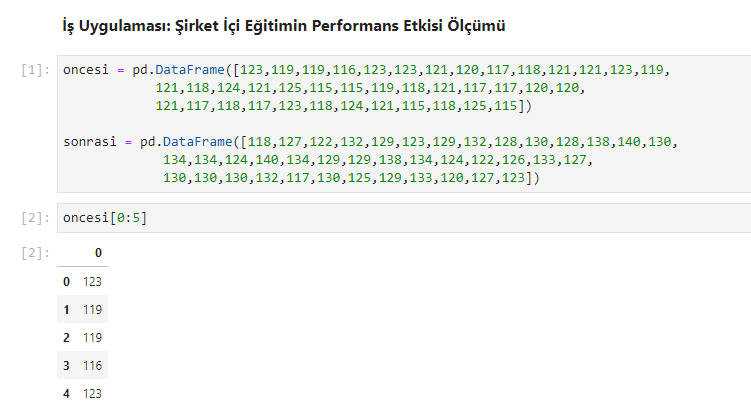 İş Uygulaması: Şirket İçi Eğitimin Performans Etkisi Ölçümü
[1]: oncesi = pd.DataFrame([123,119,119,116,123,123,121,120,117,118,121,121,123,119,
121,118,124,121,125,115,115,119,118,121,117,117,120,120,
121,117,118,117,123,118,124,121,115,118,125,115])
sonrasi = pd.DataFrame([118,127,122,132,129,123,129,132,128,130,128,138,140,130,
134,134,124,140,134,129,129,138,134,124,122,126,133,127,
130,130,130,132,117,130,125,129,133,120,127,123])
[2]: oncesi[0:5]
[2]: 0
0 123
1 119
2 119
3 116
4 123